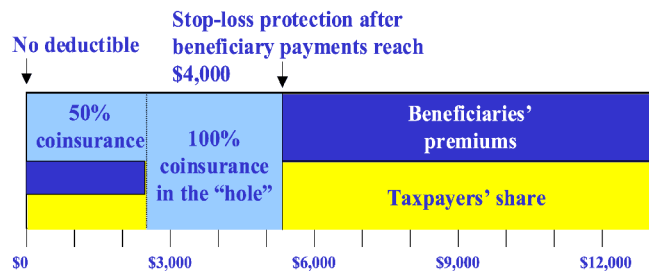 No deductible
Stop-loss protection after
beneficiary payments reach
$4,000
50%
coinsurance
100%
coinsurance
in the “hole”
Beneficiaries’
premiums
Taxpayers’ share
$0
$3,000
$6,000
$9,000
$12,000